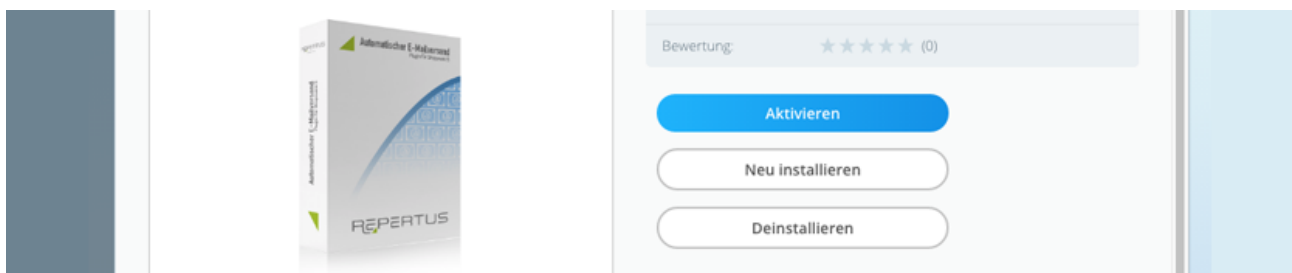 Automatischer E-Mailversand
Automatischer E-Mailversand
REPERTUS
Bewertung: (0)
Aktivieren
Neu installieren
Deinstallieren